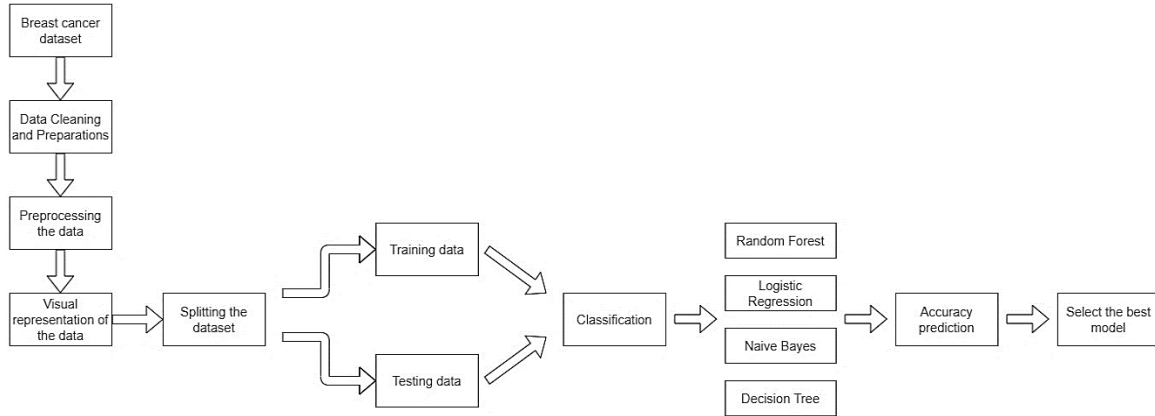 Breast cancer
dataset
Data Cleaning
and Preparations
Preprocessing
the data
Visual
representation of
the data
Splitting the
dataset
Training data
Testing data
Classification
Random Forest
Logistic
Regression
Naive Bayes
Decision Tree
Accuracy
prediction
Select the best
model